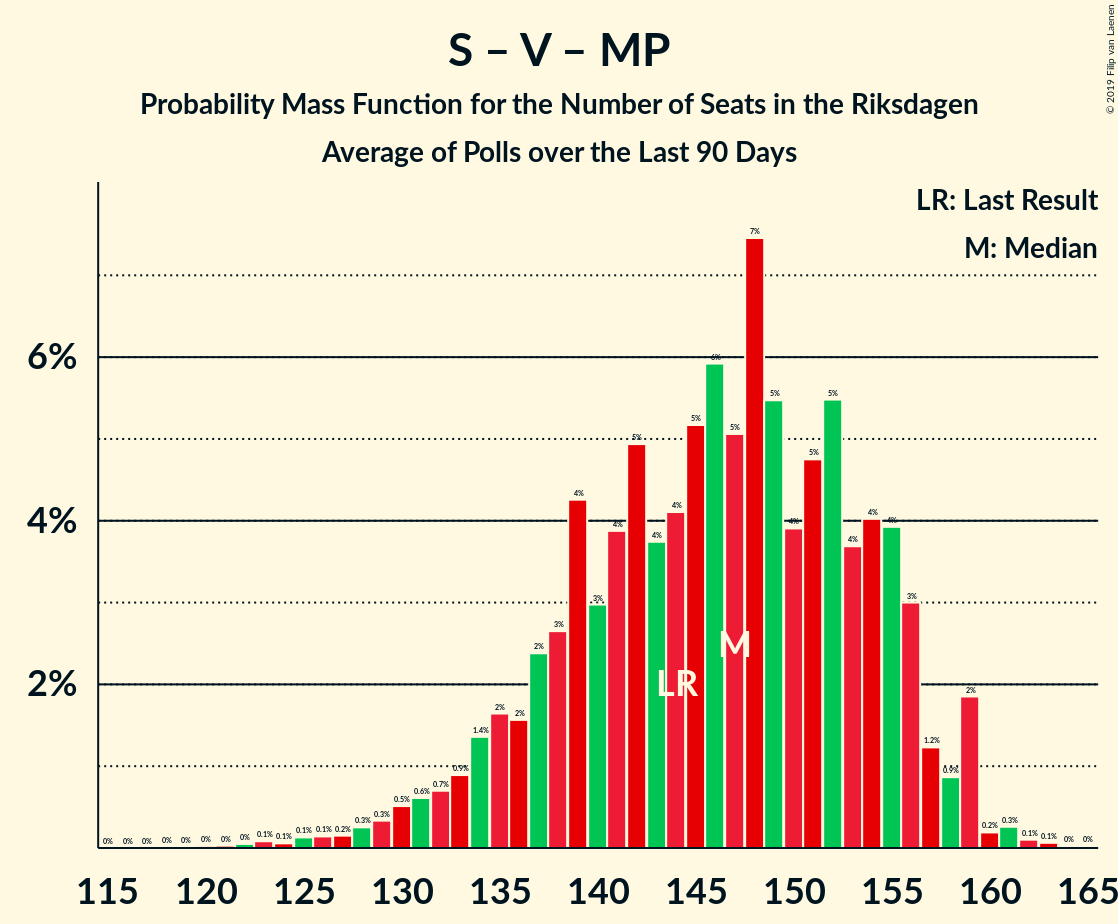 S – V – MP
Probability Mass Function for the Number of Seats in the Riksdagen
Average of Polls over the Last 90 Days
© 2019 Filip van Laenen
LR: Last Result
M: Median
6%
4%
2%
0% 0% 0% 0% 0% 0% 0% 0% 0.1% 0.1% 0.1% 0.1% 0.2% 0.3% 0.3% 0.5% 0.6% 0.7% 0.9% 1.4% 2% 2% 2% 3% 4% 3% 4% 5% 4% 4% 5% 6% 5% 7% 5% 4% 5% 5% 4% 4% 4% 3% 1.2% 0.9% 2% 0.2% 0.3% 0.1% 0.1% 0% 0%
M
LR
115 120 125 130 135 140 145 150 155 160 165